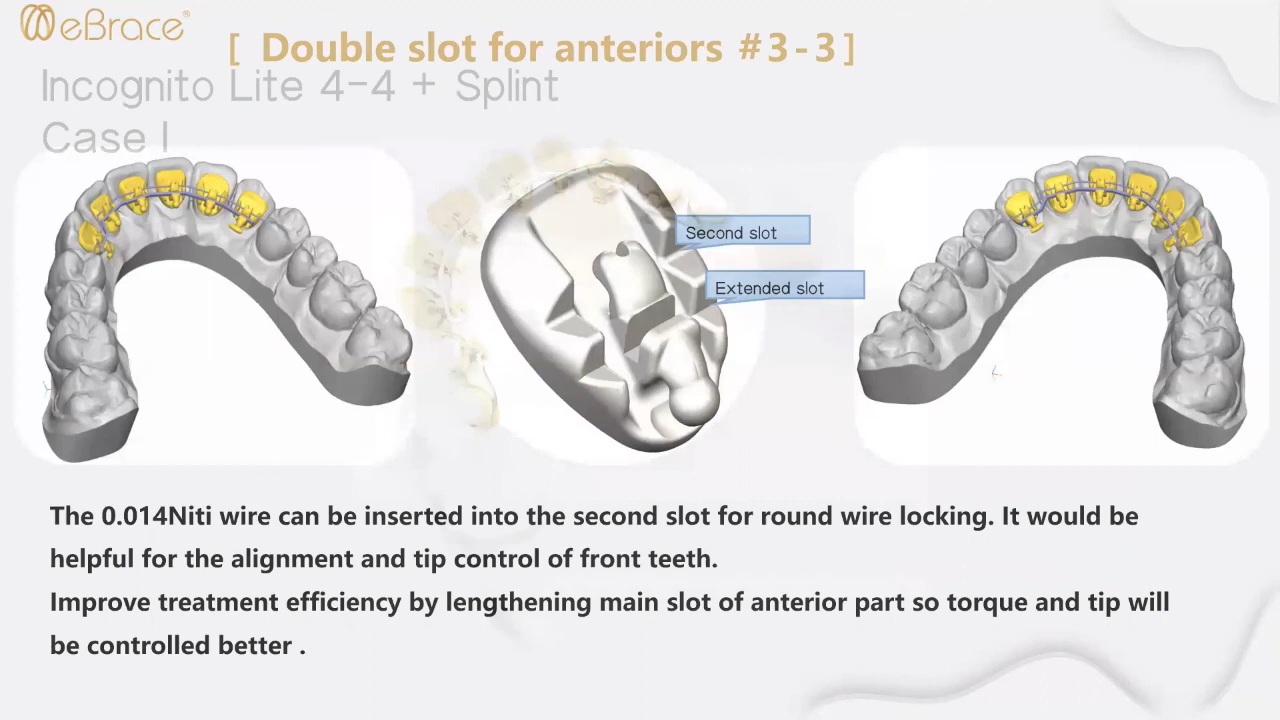 eBrace®
[ Double slot for anteriors #3-3]
Incognito Lite 4-4 + Splint
Case I
Second slot
Extended slot
The 0.014Niti wire can be inserted into the second slot for round wire locking. It would be
helpful for the alignment and tip control of front teeth.
Improve treatment efficiency by lengthening main slot of anterior part so torque and tip will
be controlled better .